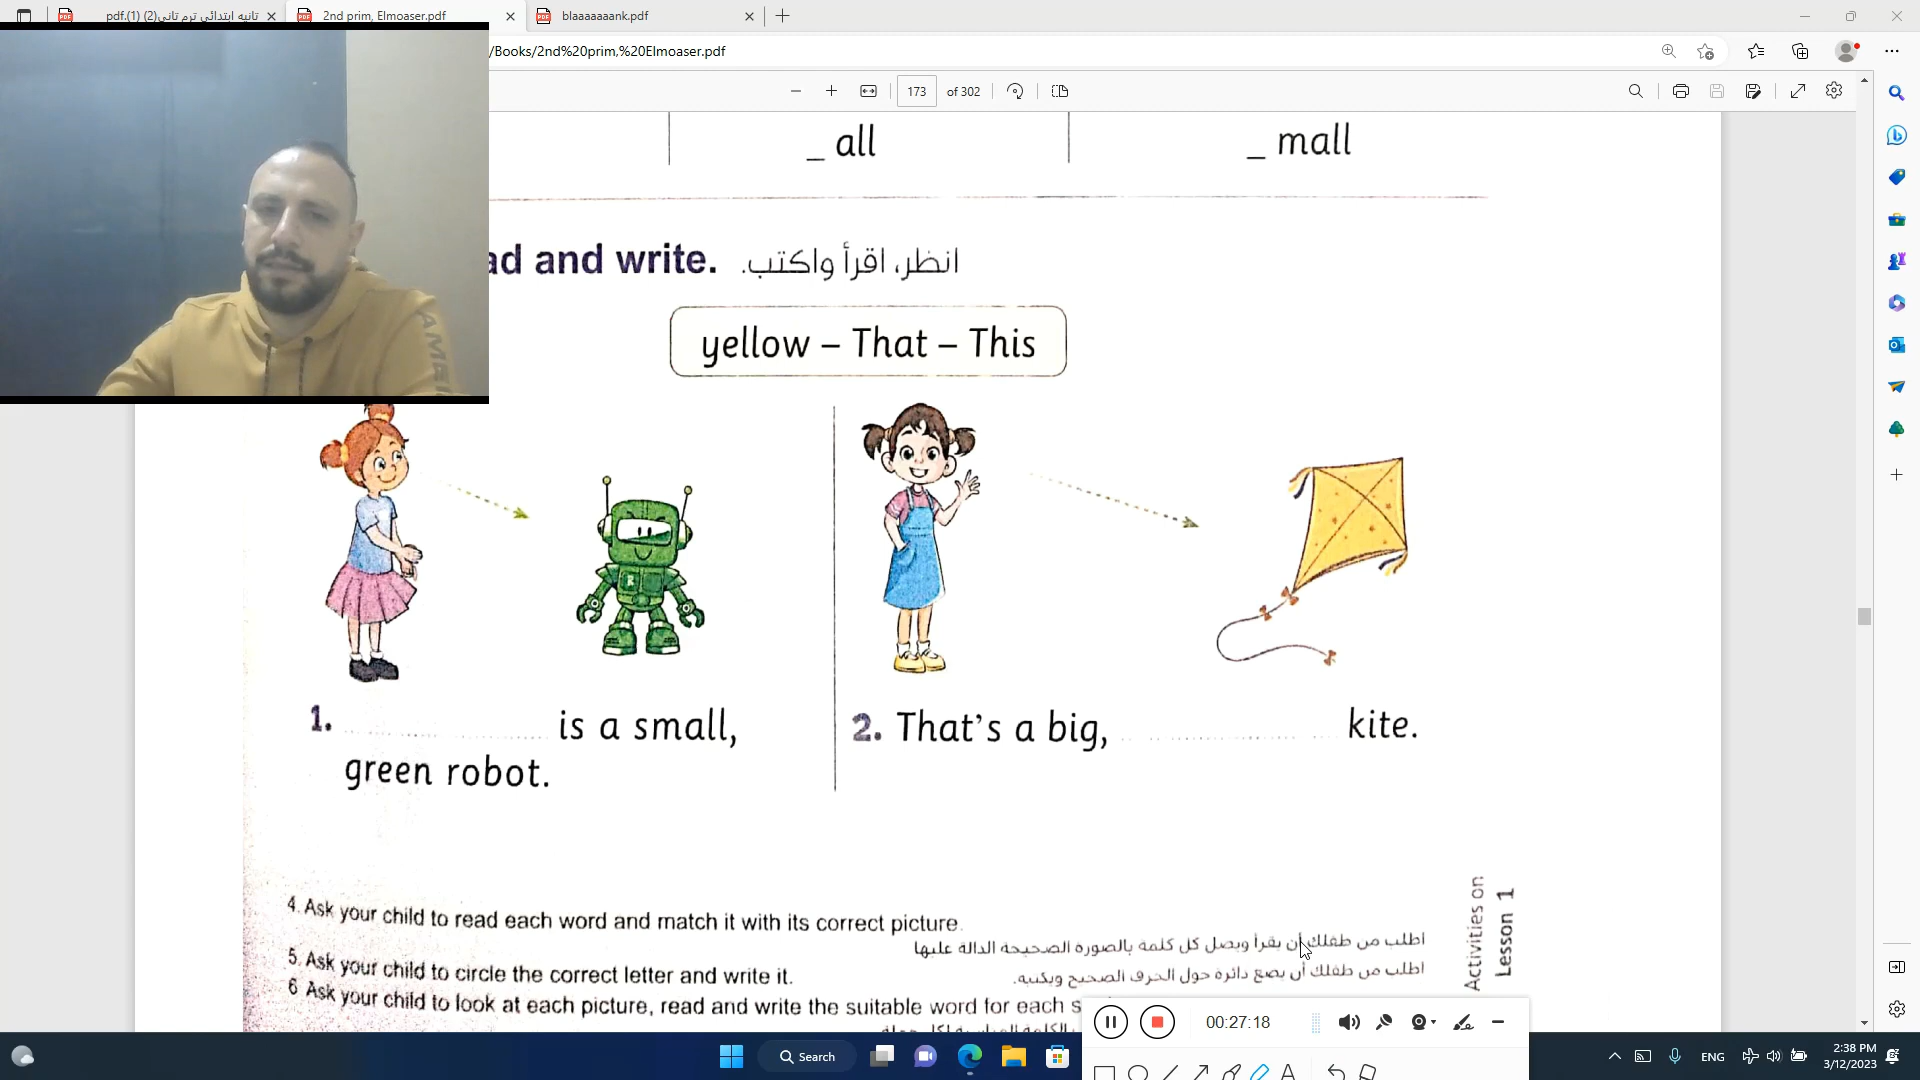 pdf.(1) (2)تانيه ابتدائي ترم تاني
2nd prim, Elmoaser.pdf
blaaaaaaank.pdf
/Books/2nd%20prim,%20Elmoaser.pdf
173 of 302
_ all
_ mall
ad and write. انظر، اقرأ واكتب.
yellow – That – This
1. is a small,
green robot.
2. That's a big, kite.
4. Ask your child to read each word and match it with its correct picture.
اطلب من طفلك أن يقرأ ويصل كل كلمة بالصورة الصحيحة الدالة عليها
5. Ask your child to circle the correct letter and write it.
اطلب من طفلك أن يضع دائرة حول الحرف الصحيح ويكتبه.
6 Ask your child to look at each picture, read and write the suitable word for each s
Activities on
Lesson 1
00:27:18
Search
ENG
2:38 PM
3/12/2023